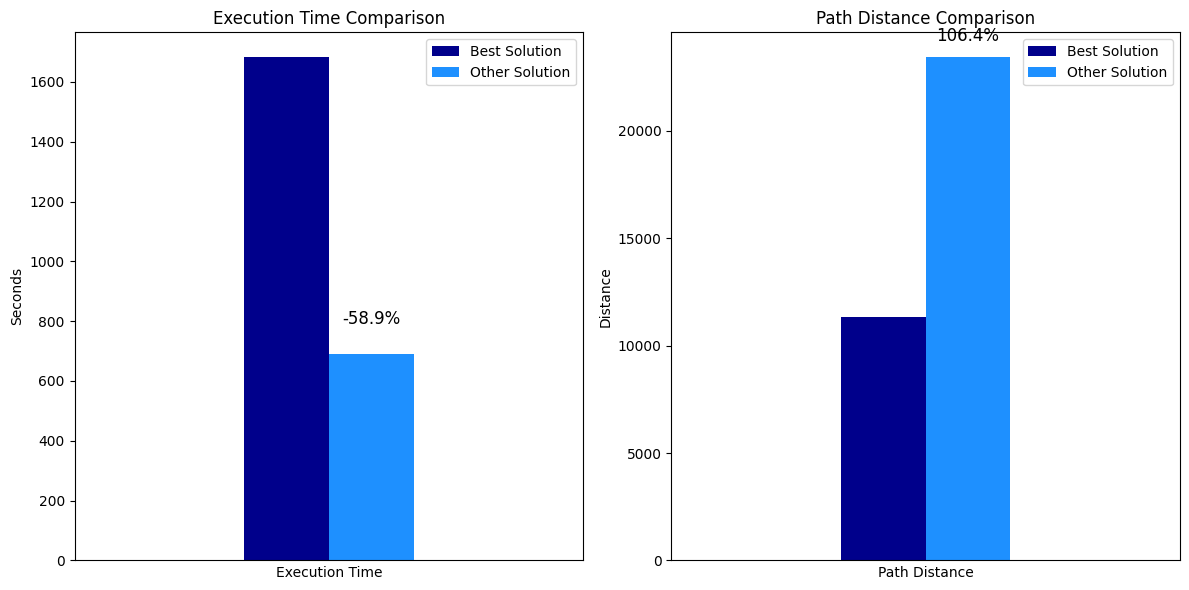 Execution Time Comparison
Best Solution
Other Solution
1600
1400
1200
1000
800
600
400
200
0
Seconds
-58.9%
Execution Time
Path Distance Comparison
106.4%
Best Solution
Other Solution
20000
15000
10000
5000
0
Distance
Path Distance